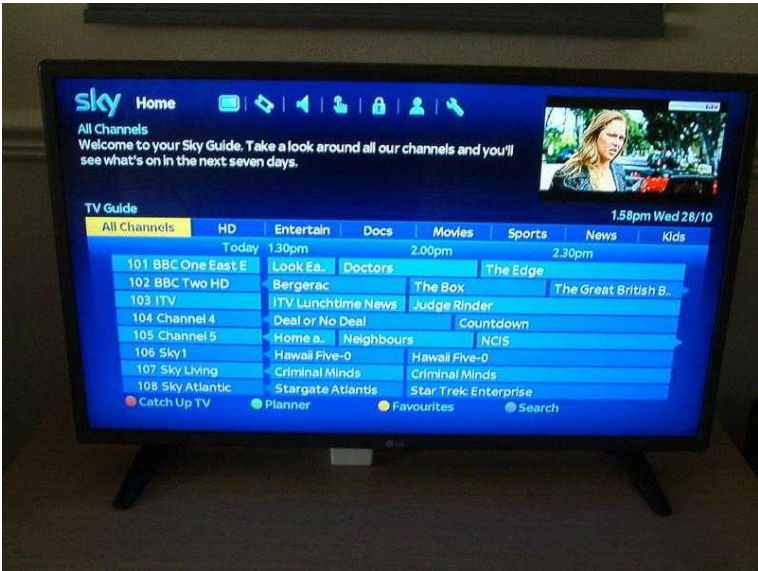 sky Home
All Channels
Welcome to your Sky Guide. Take a look around all our channels and you'll
see what's on in the next seven days.
TV Guide
1.58pm Wed 28/10
All Channels HD Entertain Docs Movies Sports News Kids
Today 1.30pm 2.00pm 2.30pm
101 BBC One East E Look Ea.. Doctors The Edge
102 BBC Two HD Bergerac The Box The Great British B..
103 ITV ITV Lunchtime News Judge Rinder
104 Channel 4 Deal or No Deal Countdown
105 Channel 5 Home a.. Neighbours NCIS
106 Sky1 Hawaii Five-0 Hawaii Five-0
107 Sky Living Criminal Minds Criminal Minds
108 Sky Atlantic Stargate Atlantis Star Trek: Enterprise
Catch Up TV Planner Favourites Search
LG